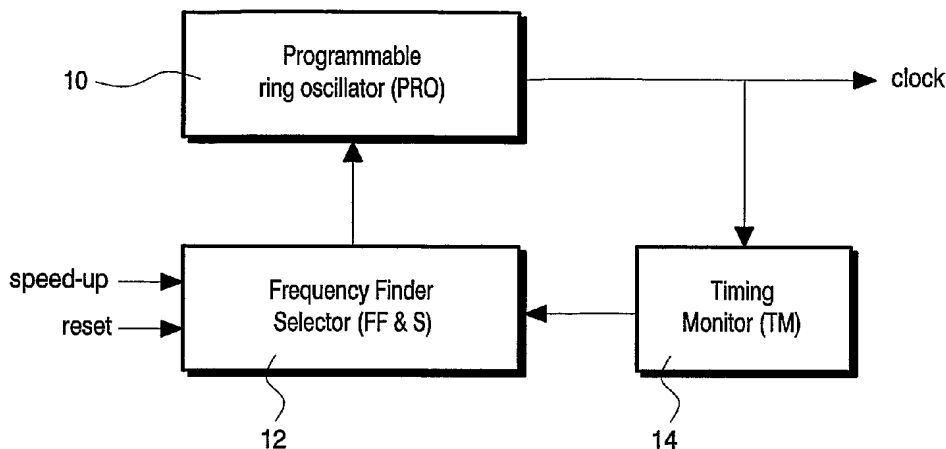 Programmable
ring oscillator (PRO)
10
clock
speed-up
reset
Frequency Finder
Selector (FF & S)
Timing
Monitor (TM)
12
14